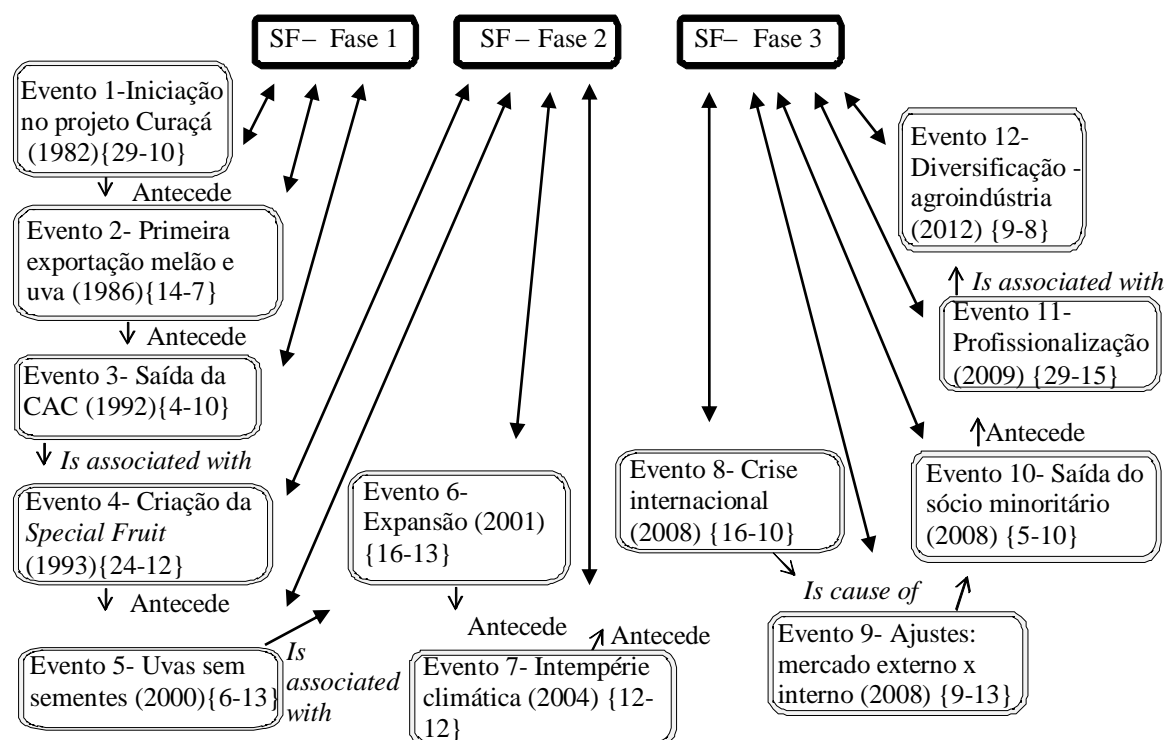 SF– Fase 1
SF – Fase 2
SF– Fase 3
Evento 1-Iniciação
no projeto Curaçá
(1982){29-10}
Antecede
Evento 2- Primeira
exportação melão e
uva (1986){14-7}
Antecede
Evento 3- Saída da
CAC (1992){4-10}
Is associated with
Evento 4- Criação da
Special Fruit
(1993){24-12}
Antecede
Evento 5- Uvas sem
sementes (2000){6-13}
Is
associated
with
Evento 6-
Expansão (2001)
{16-13}
Antecede
Evento 7- Intempérie
climática (2004) {12-
12}
Antecede
Evento 8- Crise
internacional
(2008) {16-10}
Is cause of
Evento 9- Ajustes:
mercado externo x
interno (2008) {9-13}
Evento 10- Saída do
sócio minoritário
(2008) {5-10}
Antecede
Evento 11-
Profissionalização
(2009) {29-15}
Is associated with
Evento 12-
Diversificação -
agroindústria
(2012) {9-8}